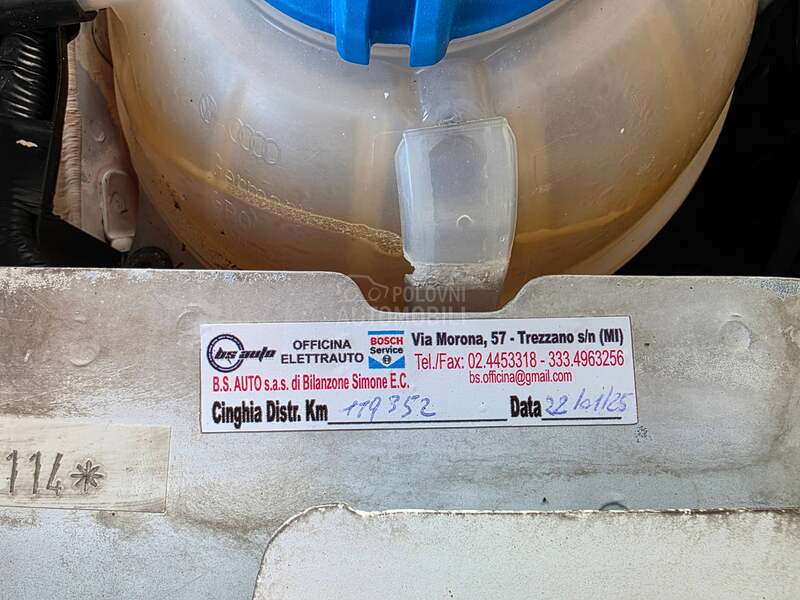 POLOVNI
AUTOMOBILI
bs auto
OFFICINA
ELETTRAUTO
BOSCH
Service
Via Morona, 57 - Trezzano s/n (MI)
Tel./Fax: 02.4453318 - 333.4963256
B.S. AUTO s.a.s. di Bilanzone Simone E.C.
bs.officina@gmail.com
Cinghia Distr. Km 119352 Data 22/01/25
114*